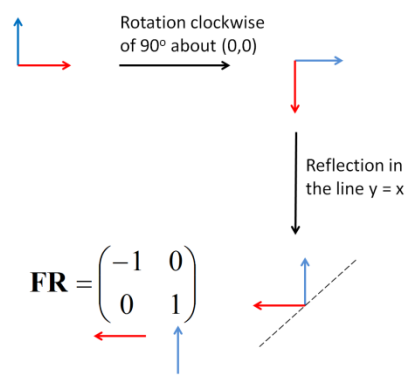 Rotation clockwise
of 90° about (0,0)
Reflection in
the line y = x
FR = (−1 0
0 1)